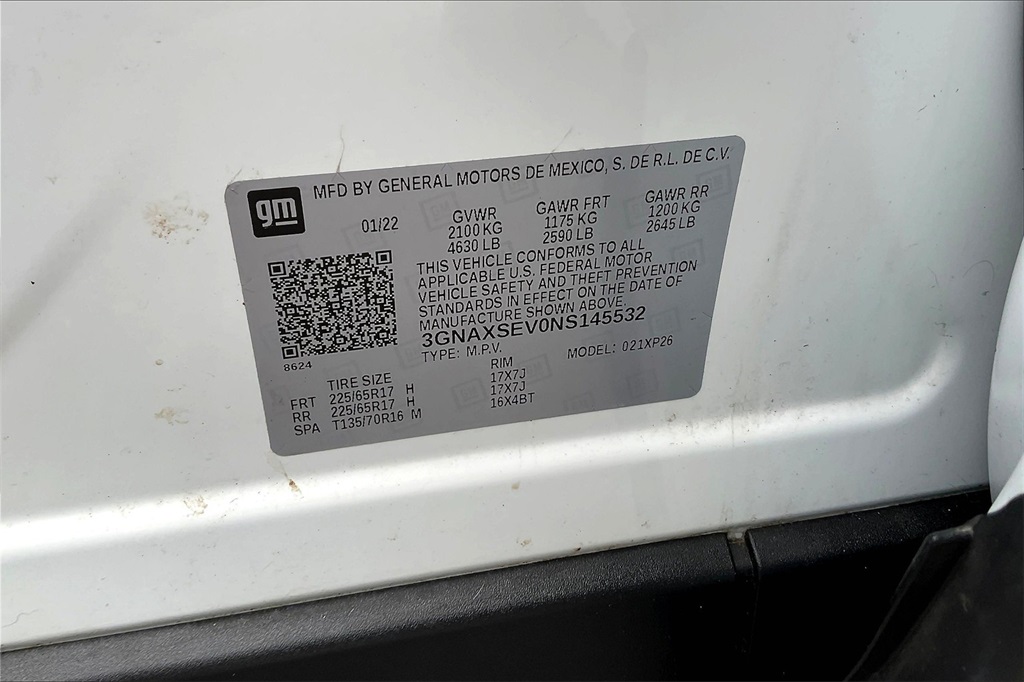 MFD BY GENERAL MOTORS DE MEXICO, S. DE R.L. DE C.V.
gm
01/22 GVWR GAWR FRT GAWR RR
2100 KG 1175 KG 1200 KG
4630 LB 2590 LB 2645 LB
THIS VEHICLE CONFORMS TO ALL
APPLICABLE U.S. FEDERAL MOTOR
VEHICLE SAFETY AND THEFT PREVENTION
STANDARDS IN EFFECT ON THE DATE OF
MANUFACTURE SHOWN ABOVE.
3GNAXSEV0NS145532
8624
TYPE: M.P.V. MODEL: 021XP26
TIRE SIZE RIM
FRT 225/65R17 H 17X7J
RR 225/65R17 H 17X7J
SPA T135/70R16 M 16X4BT